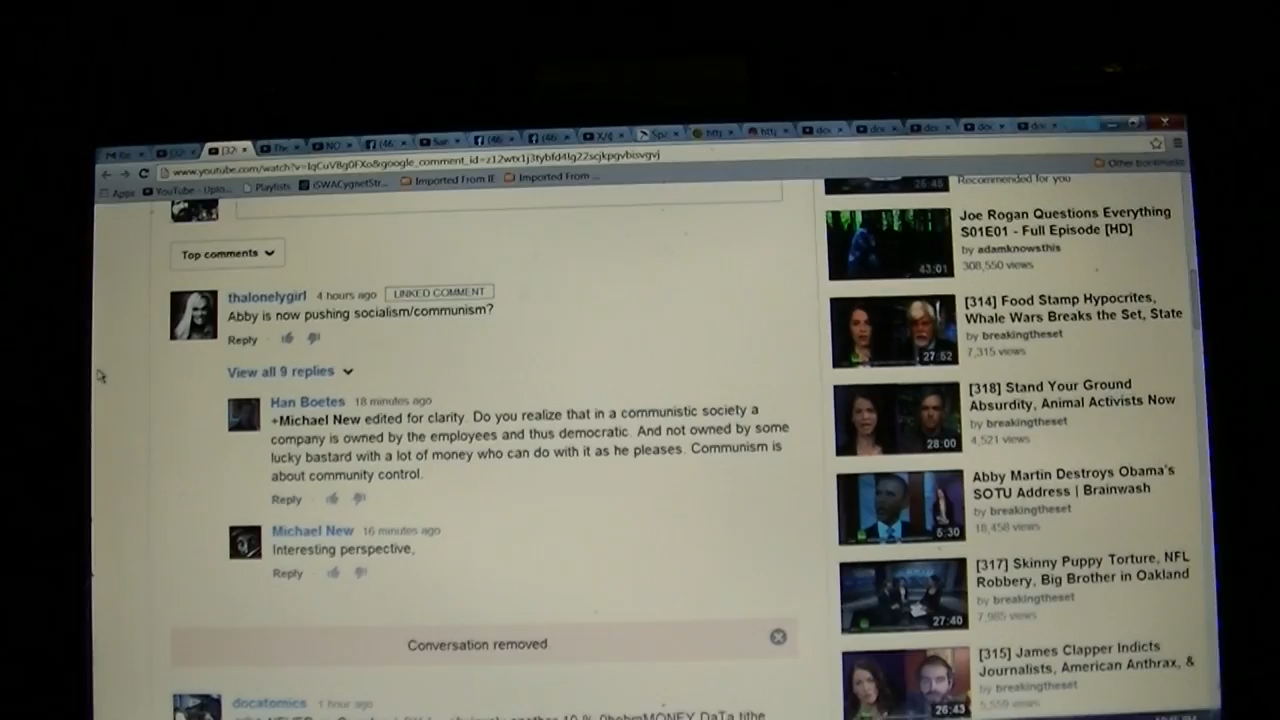 www.youtube.com/watch?v=IqCuV8g0FXo&google_comment_id=z12wtx1j3tybfd4lg22scjkpgvbisvgvj
Apps YouTube - Uplo... Playlists iSWACygnetStr... Imported From IE Imported From ... Other bookmarks
Top comments
thalonelygirl 4 hours ago LINKED COMMENT
Abby is now pushing socialism/communism?
Reply
View all 9 replies
Han Boetes 18 minutes ago
+Michael New edited for clarity. Do you realize that in a communistic society a
company is owned by the employees and thus democratic. And not owned by some
lucky bastard with a lot of money who can do with it as he pleases. Communism is
about community control.
Reply
Michael New 16 minutes ago
Interesting perspective,
Reply
Conversation removed
docatomics 1 hour ago
26:45
Recommended for you
Joe Rogan Questions Everything
S01E01 - Full Episode [HD]
by adamknowsthis
308,550 views
43:01
[314] Food Stamp Hypocrites,
Whale Wars Breaks the Set, State
by breakingtheset
7,315 views
27:52
[318] Stand Your Ground
Absurdity, Animal Activists Now
by breakingtheset
4,521 views
28:00
Abby Martin Destroys Obama's
SOTU Address | Brainwash
by breakingtheset
18,458 views
5:30
[317] Skinny Puppy Torture, NFL
Robbery, Big Brother in Oakland
by breakingtheset
7,985 views
27:40
[315] James Clapper Indicts
Journalists, American Anthrax, &
by breakingtheset
5,559 views
26:43